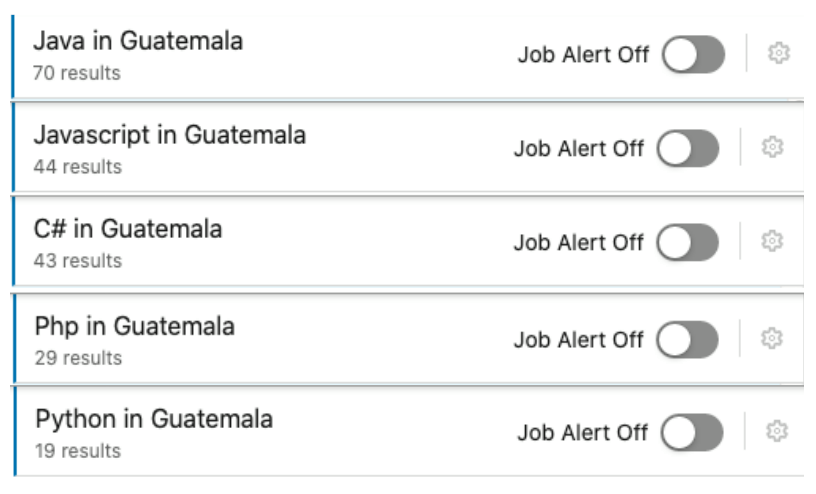 Java in Guatemala
70 results
Job Alert Off
Javascript in Guatemala
44 results
Job Alert Off
C# in Guatemala
43 results
Job Alert Off
Php in Guatemala
29 results
Job Alert Off
Python in Guatemala
19 results
Job Alert Off